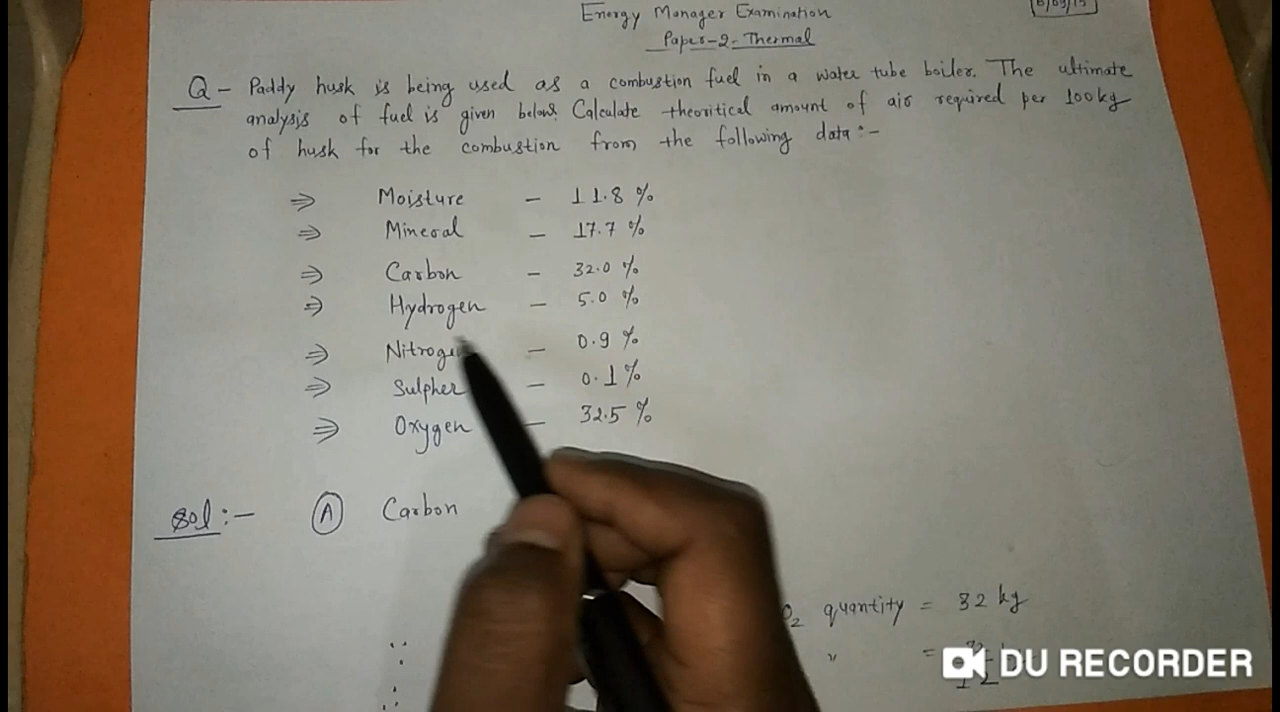 Energy Manager Examination
Paper-2-Thermal
Q - Paddy husk is being used as a combustion fuel in a water tube boiler. The ultimate
analysis of fuel is given below. Calculate theoritical amount of air required per 100kg
of husk for the combustion from the following data :-
⇒ Moisture - 11.8 %
⇒ Mineral - 17.7 %
⇒ Carbon - 32.0 %
⇒ Hydrogen - 5.0 %
⇒ Nitrogen - 0.9 %
⇒ Sulpher - 0.1 %
⇒ Oxygen - 32.5 %
Sol :- (A) Carbon
O2 quantity = 32 kg
∴ " =
DU RECORDER